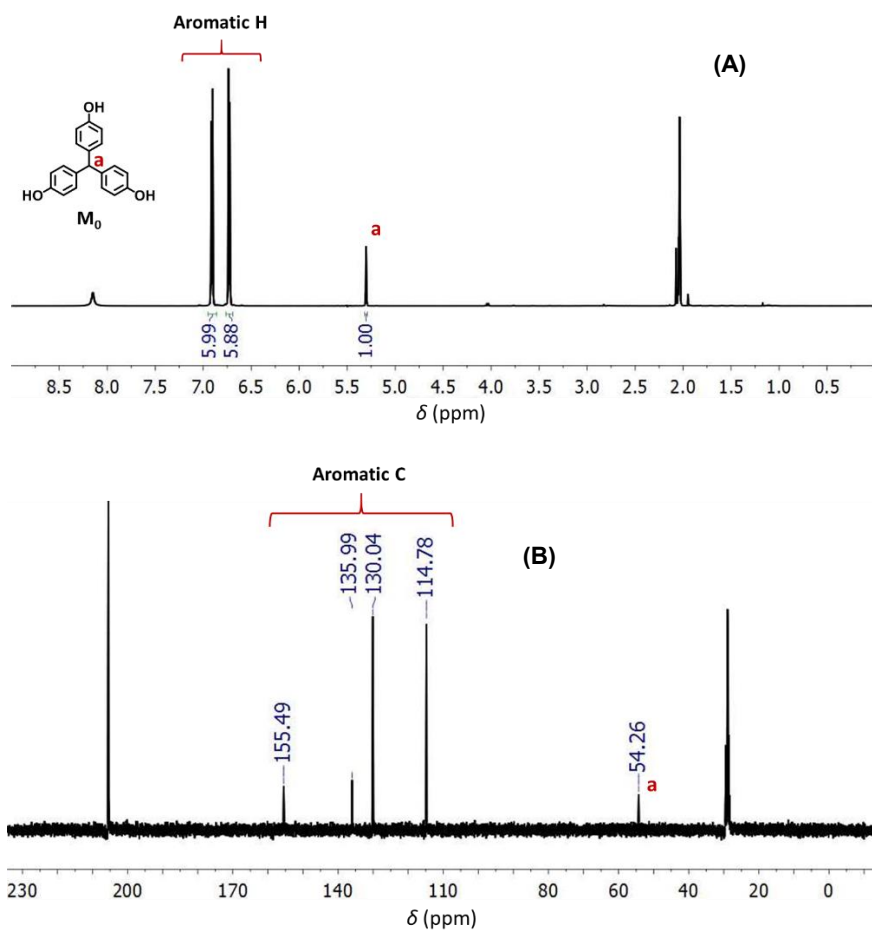 Aromatic H
(A)
OH
a
HO
OH
M₀
a
5.99
5.88
1.00
8.5 8.0 7.5 7.0 6.5 6.0 5.5 5.0 4.5 4.0 3.5 3.0 2.5 2.0 1.5 1.0 0.5
δ (ppm)
Aromatic C
(B)
155.49
135.99
130.04
114.78
54.26
a
230 200 170 140 110 80 60 40 20 0
δ (ppm)